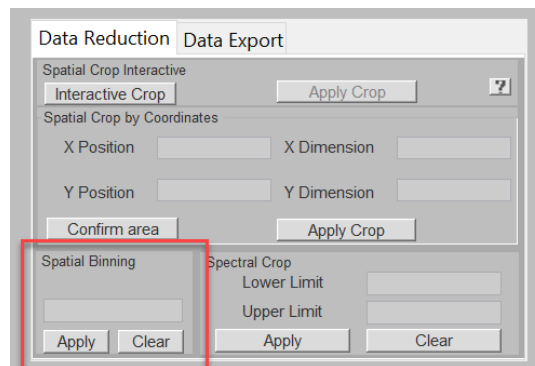 Data Reduction Data Export
Spatial Crop Interactive
Interactive Crop Apply Crop ?
Spatial Crop by Coordinates
X Position X Dimension
Y Position Y Dimension
Confirm area Apply Crop
Spatial Binning Spectral Crop
Lower Limit
Upper Limit
Apply Clear Apply Clear